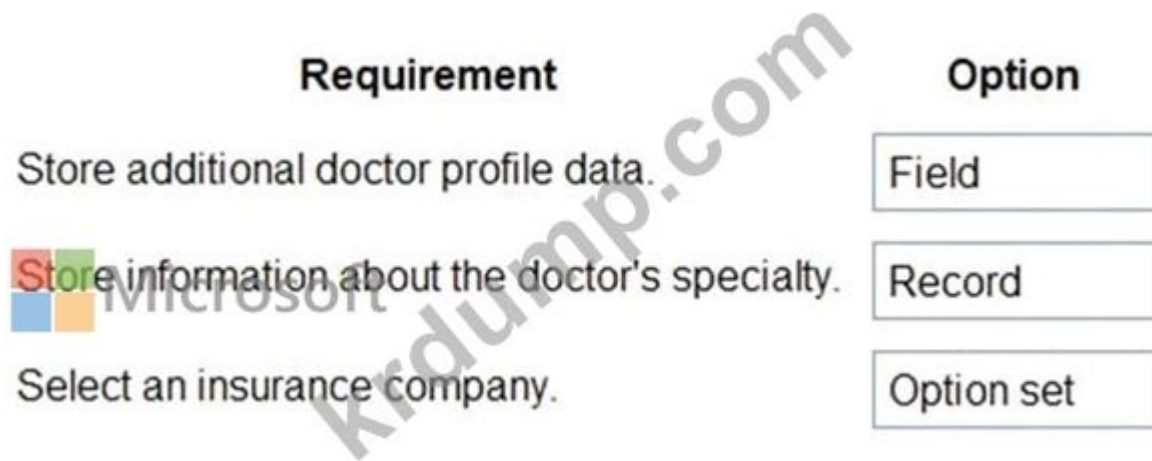 Requirement Option
Store additional doctor profile data. Field
Store information about the doctor's specialty. Record
Microsoft
Select an insurance company. Option set
krdump.com